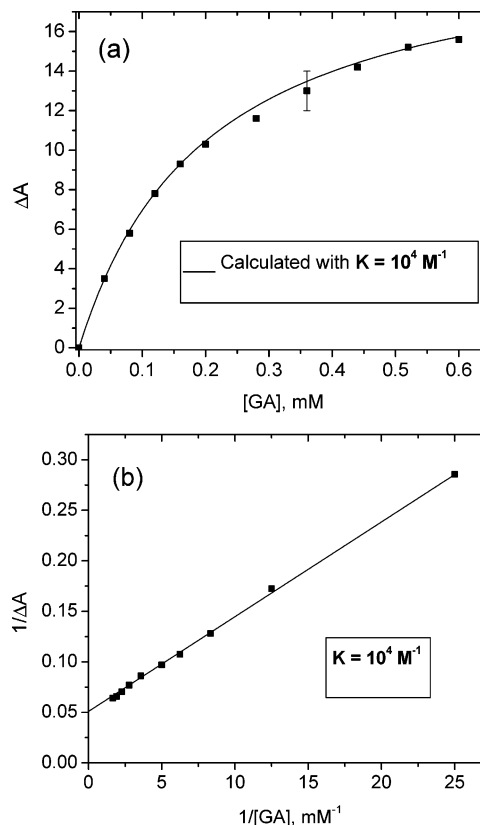 (a)
16
14
12
10
8
6
4
2
0
ΔA
Calculated with K = 10⁴ M⁻¹
0.0 0.1 0.2 0.3 0.4 0.5 0.6
[GA], mM
(b)
0.30
0.25
0.20
0.15
0.10
0.05
0.00
1/ΔA
K = 10⁴ M⁻¹
0 5 10 15 20 25
1/[GA], mM⁻¹